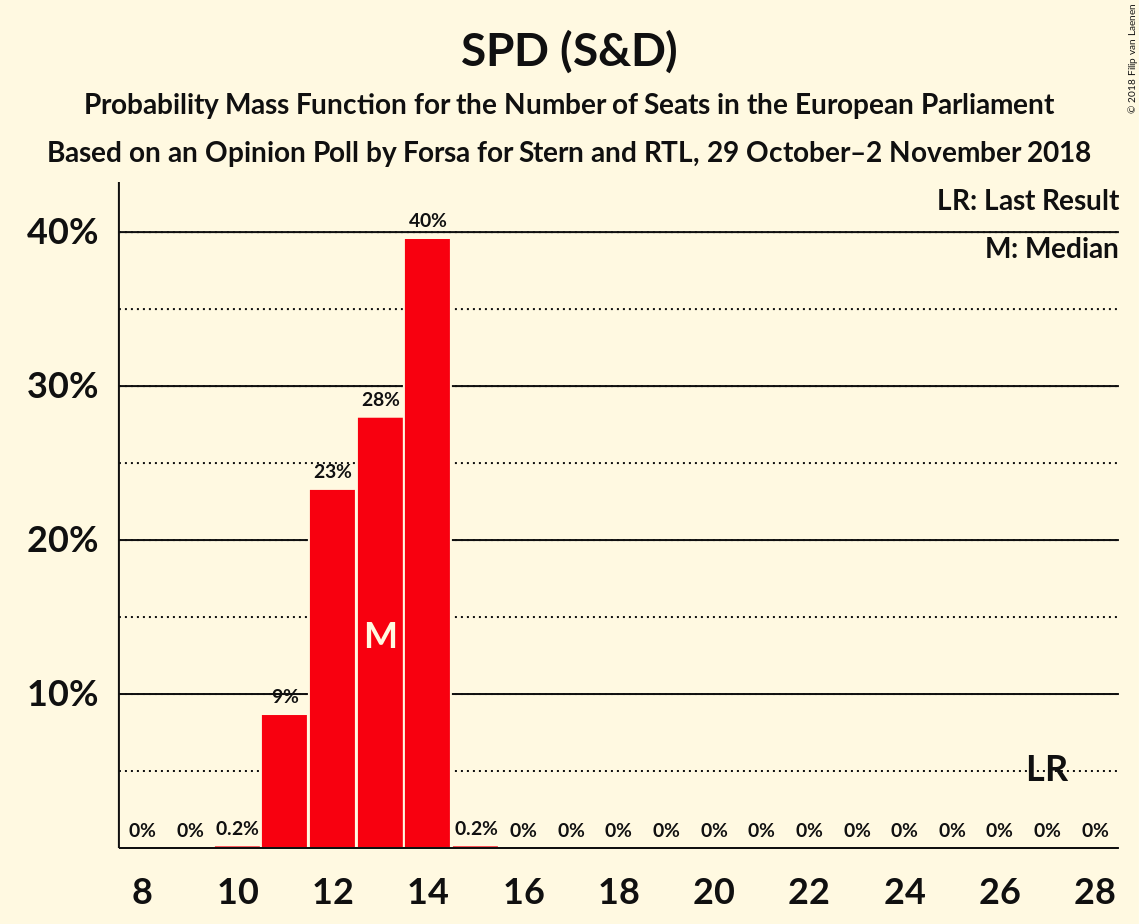 SPD (S&D)
Probability Mass Function for the Number of Seats in the European Parliament
Based on an Opinion Poll by Forsa for Stern and RTL, 29 October–2 November 2018
© 2018 Filip van Laenen
LR: Last Result
M: Median
40%
30%
20%
10%
0% 0% 0.2% 9% 23% 28% 40% 0.2% 0% 0% 0% 0% 0% 0% 0% 0% 0% 0% 0% 0% 0%
M
LR
8 10 12 14 16 18 20 22 24 26 28